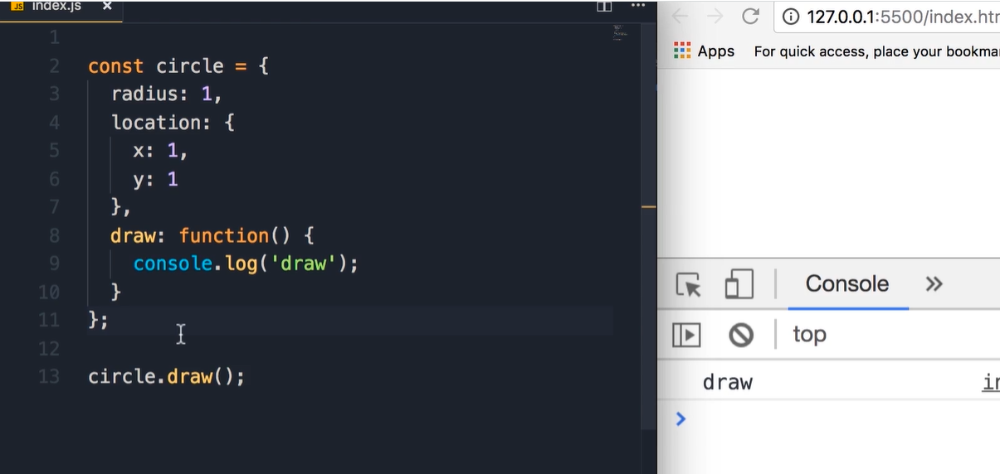 JS index.js ×
1
2 const circle = {
3 radius: 1,
4 location: {
5 x: 1,
6 y: 1
7 },
8 draw: function() {
9 console.log('draw');
10 }
11 };
12
13 circle.draw();
127.0.0.1:5500/index.htm
Apps For quick access, place your bookma
Console
top
draw in